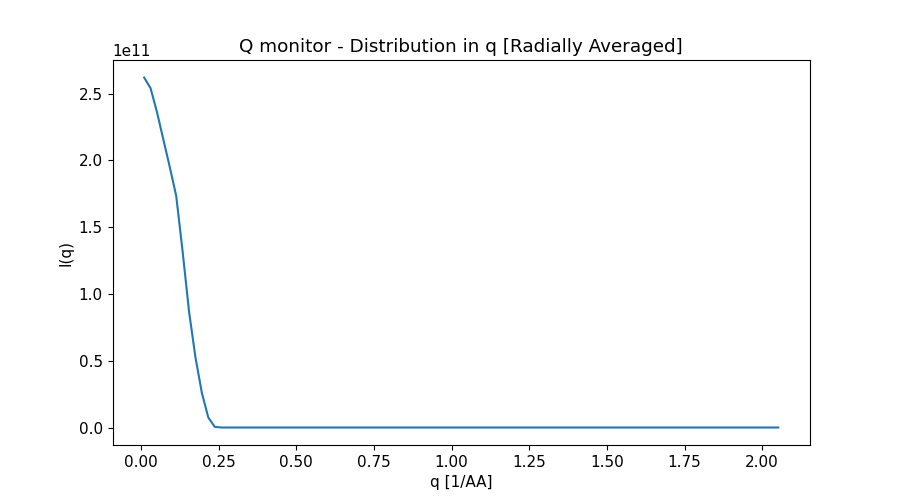 Q monitor - Distribution in q [Radially Averaged]
1e11
2.5
2.0
1.5
1.0
0.5
0.0
I(q)
0.00 0.25 0.50 0.75 1.00 1.25 1.50 1.75 2.00
q [1/AA]